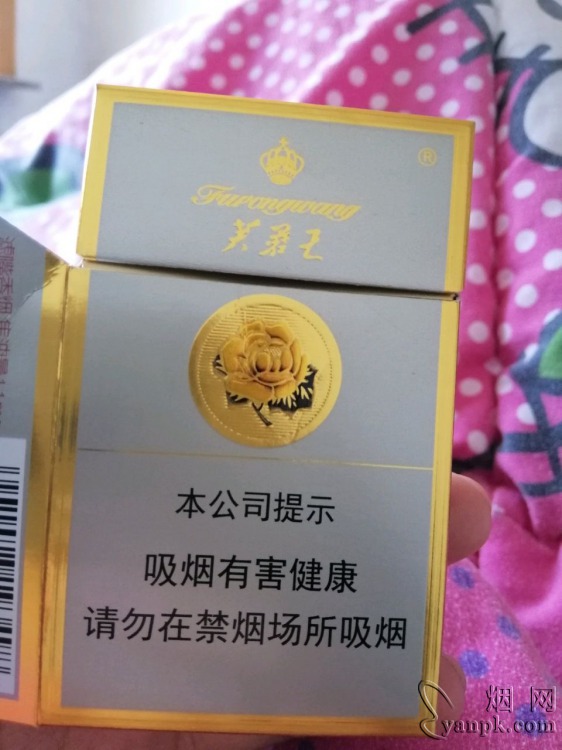 Furongwang
®
芙蓉王
本公司提示
吸烟有害健康
请勿在禁烟场所吸烟
烟网
yanpk.com